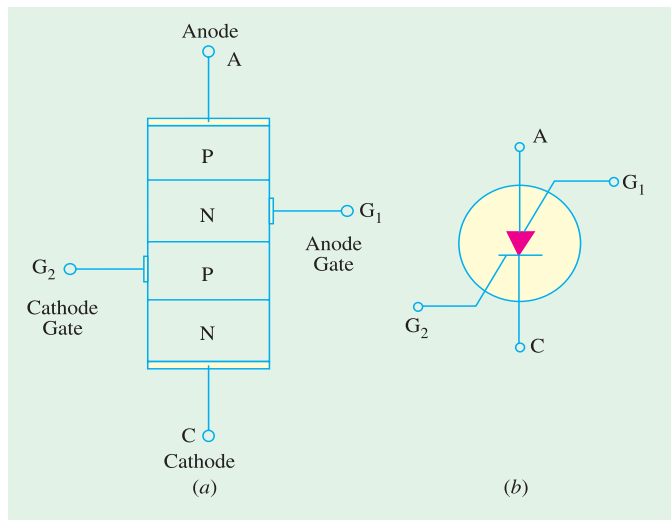 Anode
A
P
N
G₁
Anode
Gate
P
G₂
Cathode
Gate
N
C
Cathode
(a)
A
G₁
G₂
C
(b)